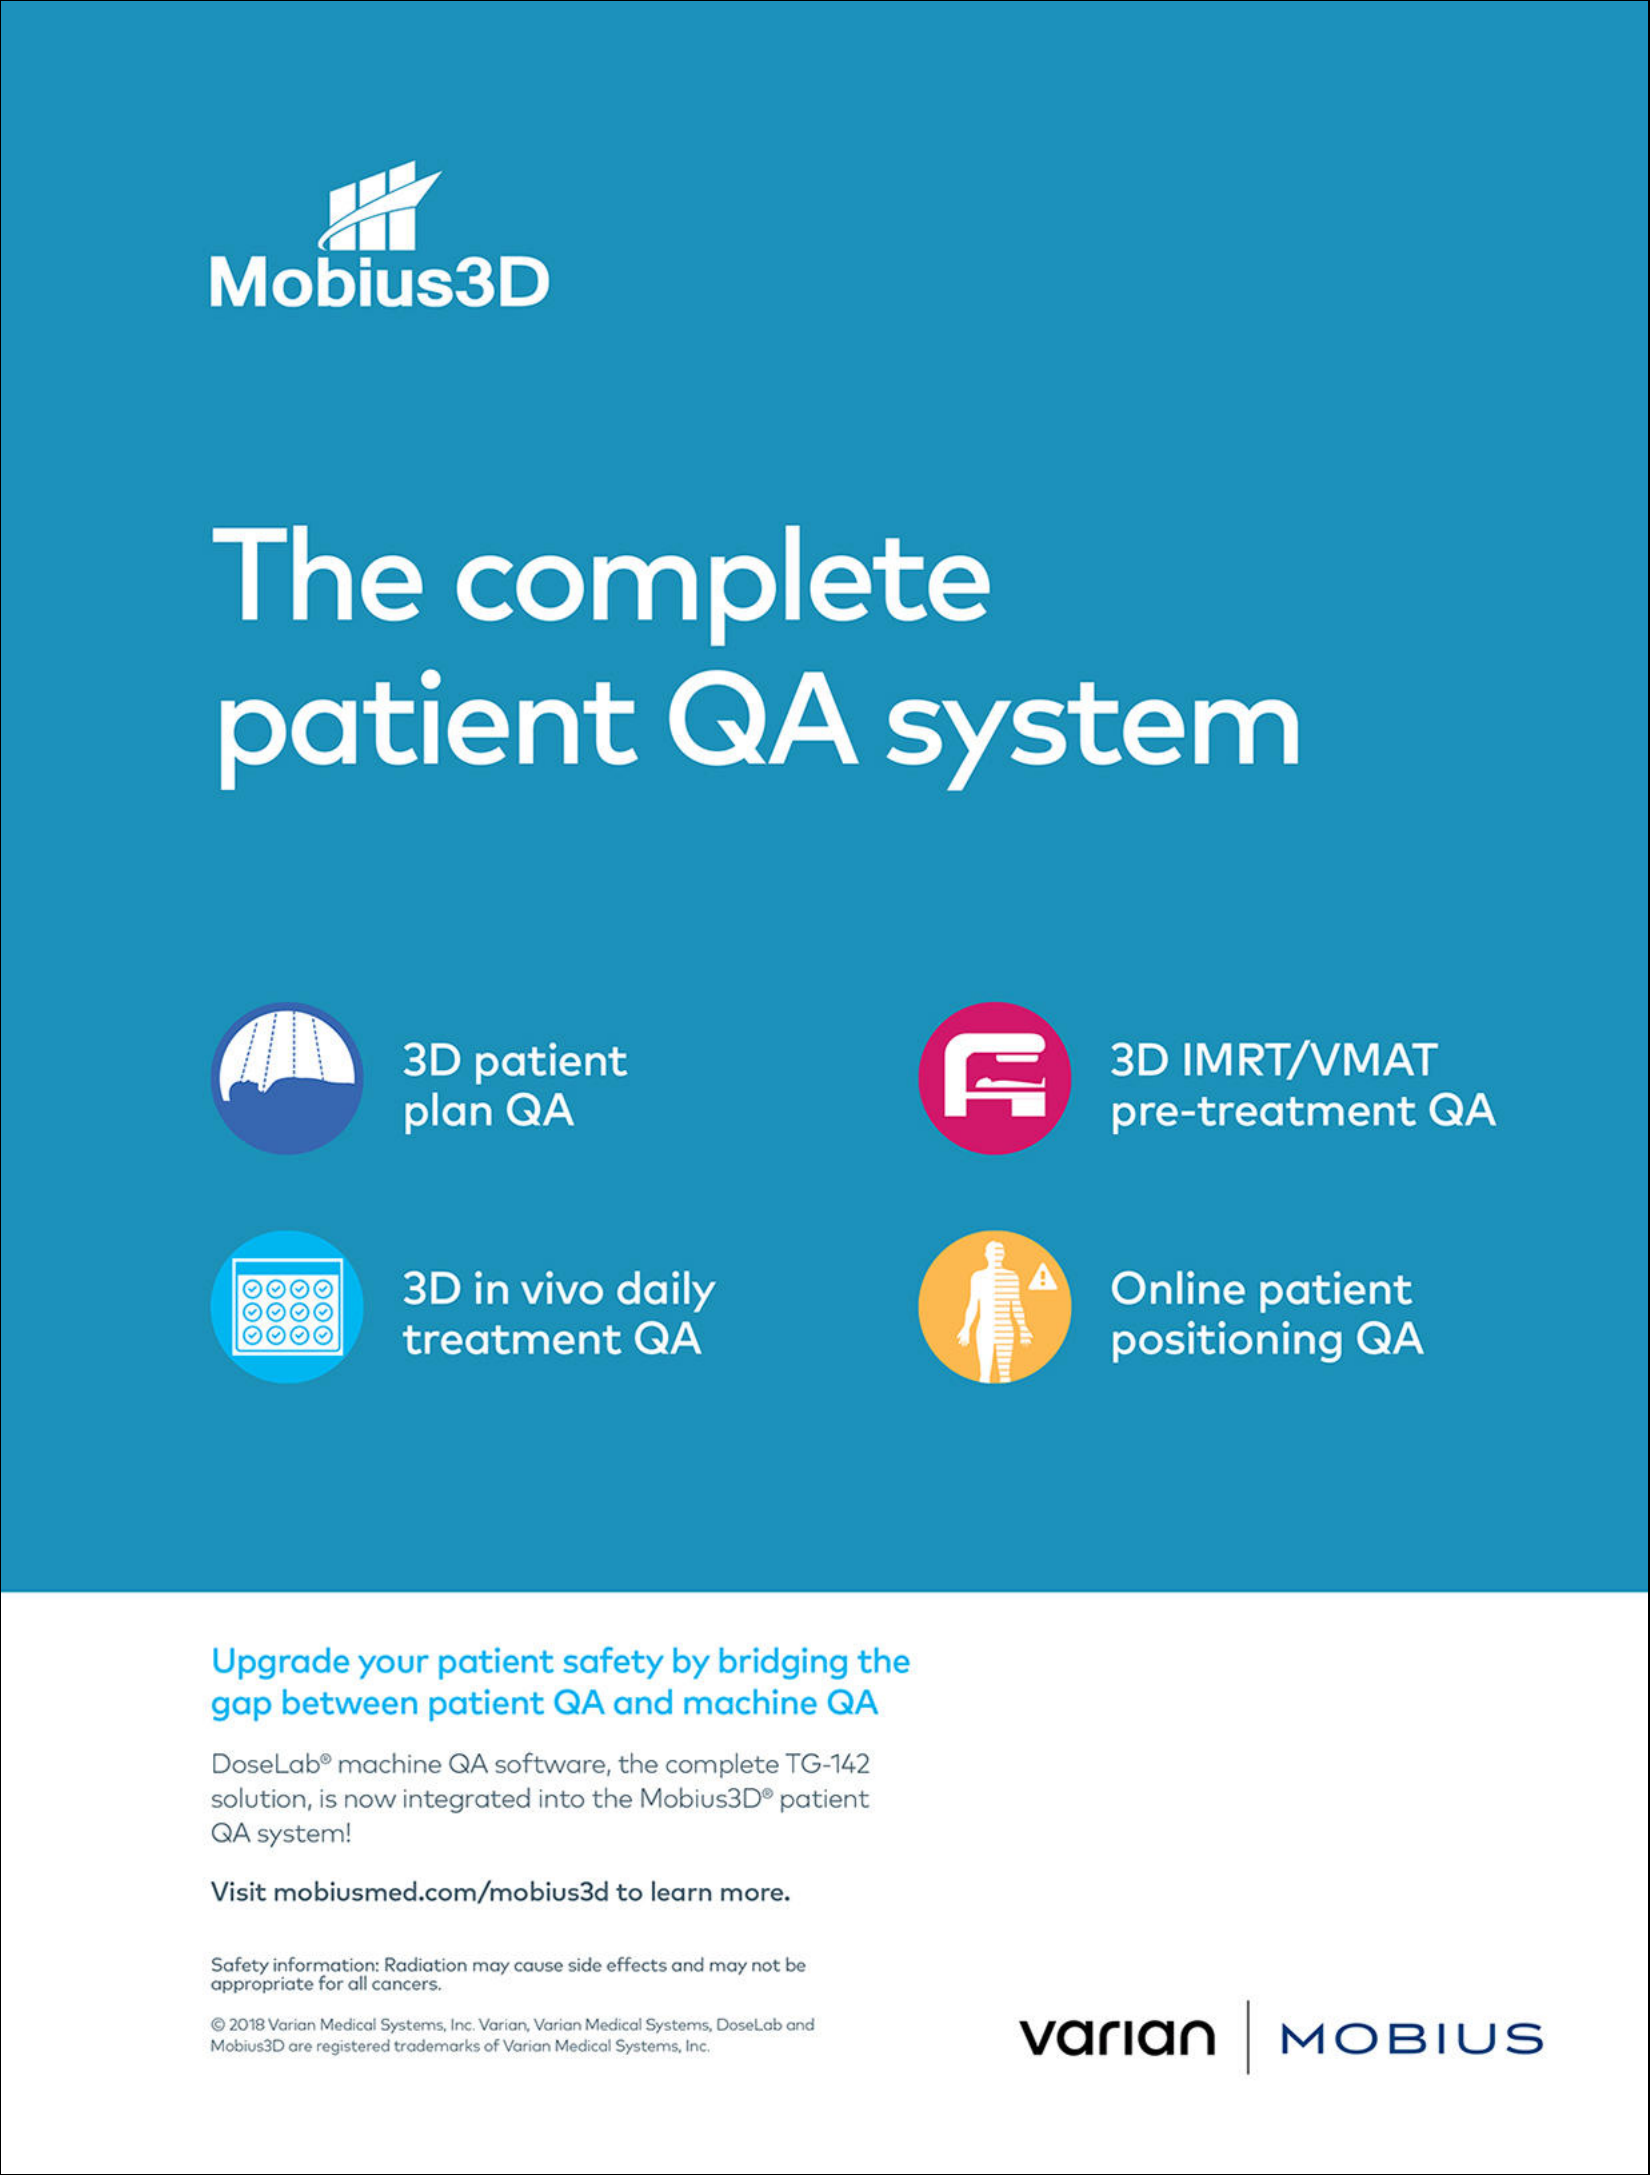 Mobius3D
The complete
patient QA system
3D patient
plan QA
3D IMRT/VMAT
pre-treatment QA
3D in vivo daily
treatment QA
Online patient
positioning QA
Upgrade your patient safety by bridging the
gap between patient QA and machine QA
DoseLab® machine QA software, the complete TG-142
solution, is now integrated into the Mobius3D® patient
QA system!
Visit mobiusmed.com/mobius3d to learn more.
Safety information: Radiation may cause side effects and may not be
appropriate for all cancers.
© 2018 Varian Medical Systems, Inc. Varian, Varian Medical Systems, DoseLab and
Mobius3D are registered trademarks of Varian Medical Systems, Inc.
varian | MOBIUS